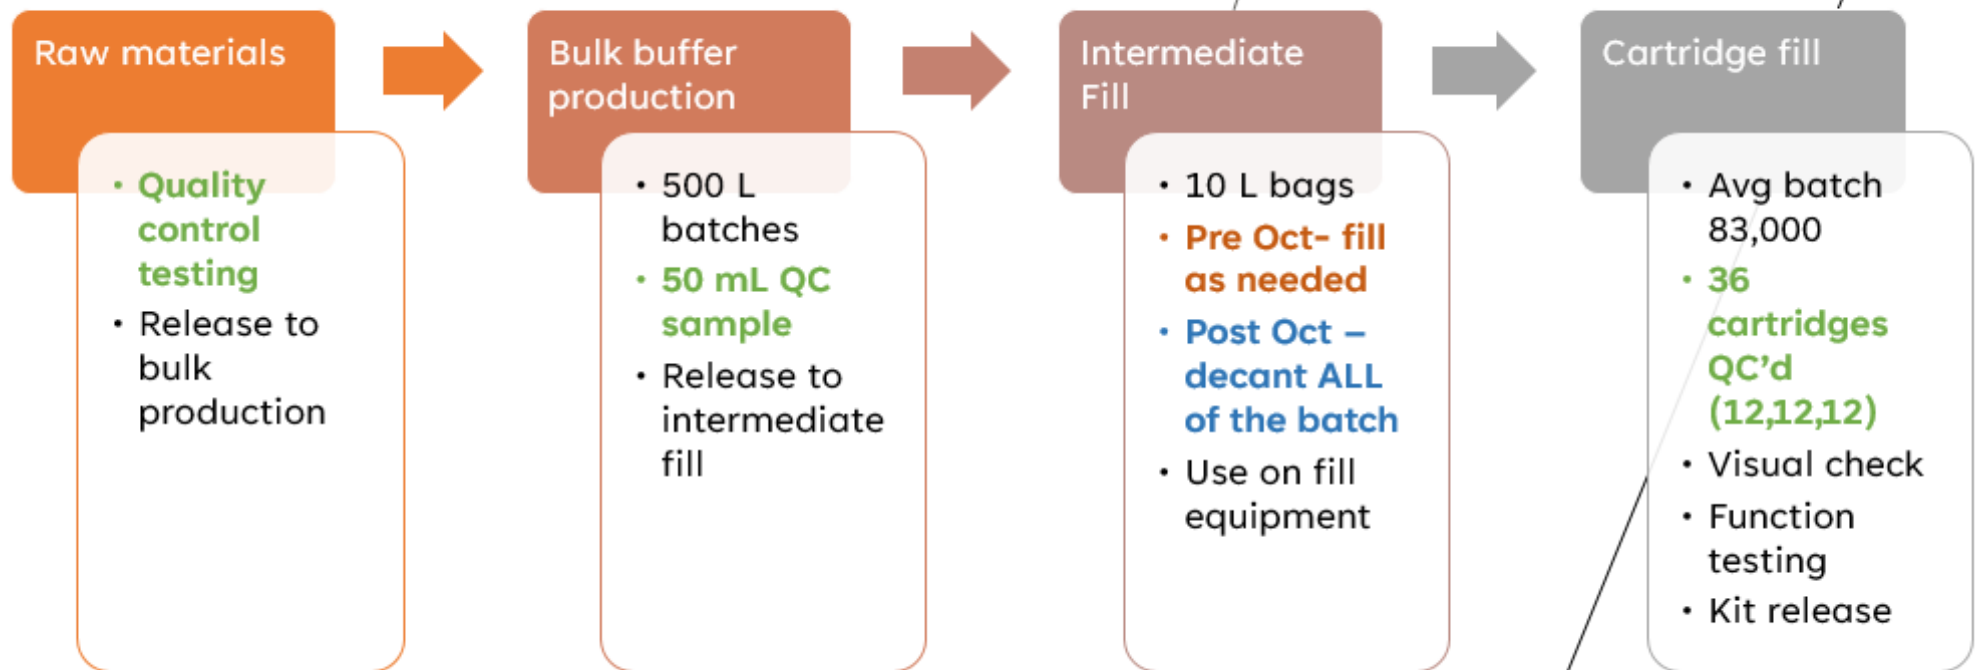 Raw materials
• Quality
control
testing
• Release to
bulk
production
Bulk buffer
production
• 500 L
batches
• 50 mL QC
sample
• Release to
intermediate
fill
Intermediate
Fill
• 10 L bags
• Pre Oct- fill
as needed
• Post Oct –
decant ALL
of the batch
• Use on fill
equipment
Cartridge fill
• Avg batch
83,000
• 36
cartridges
QC’d
(12,12,12)
• Visual check
• Function
testing
• Kit release